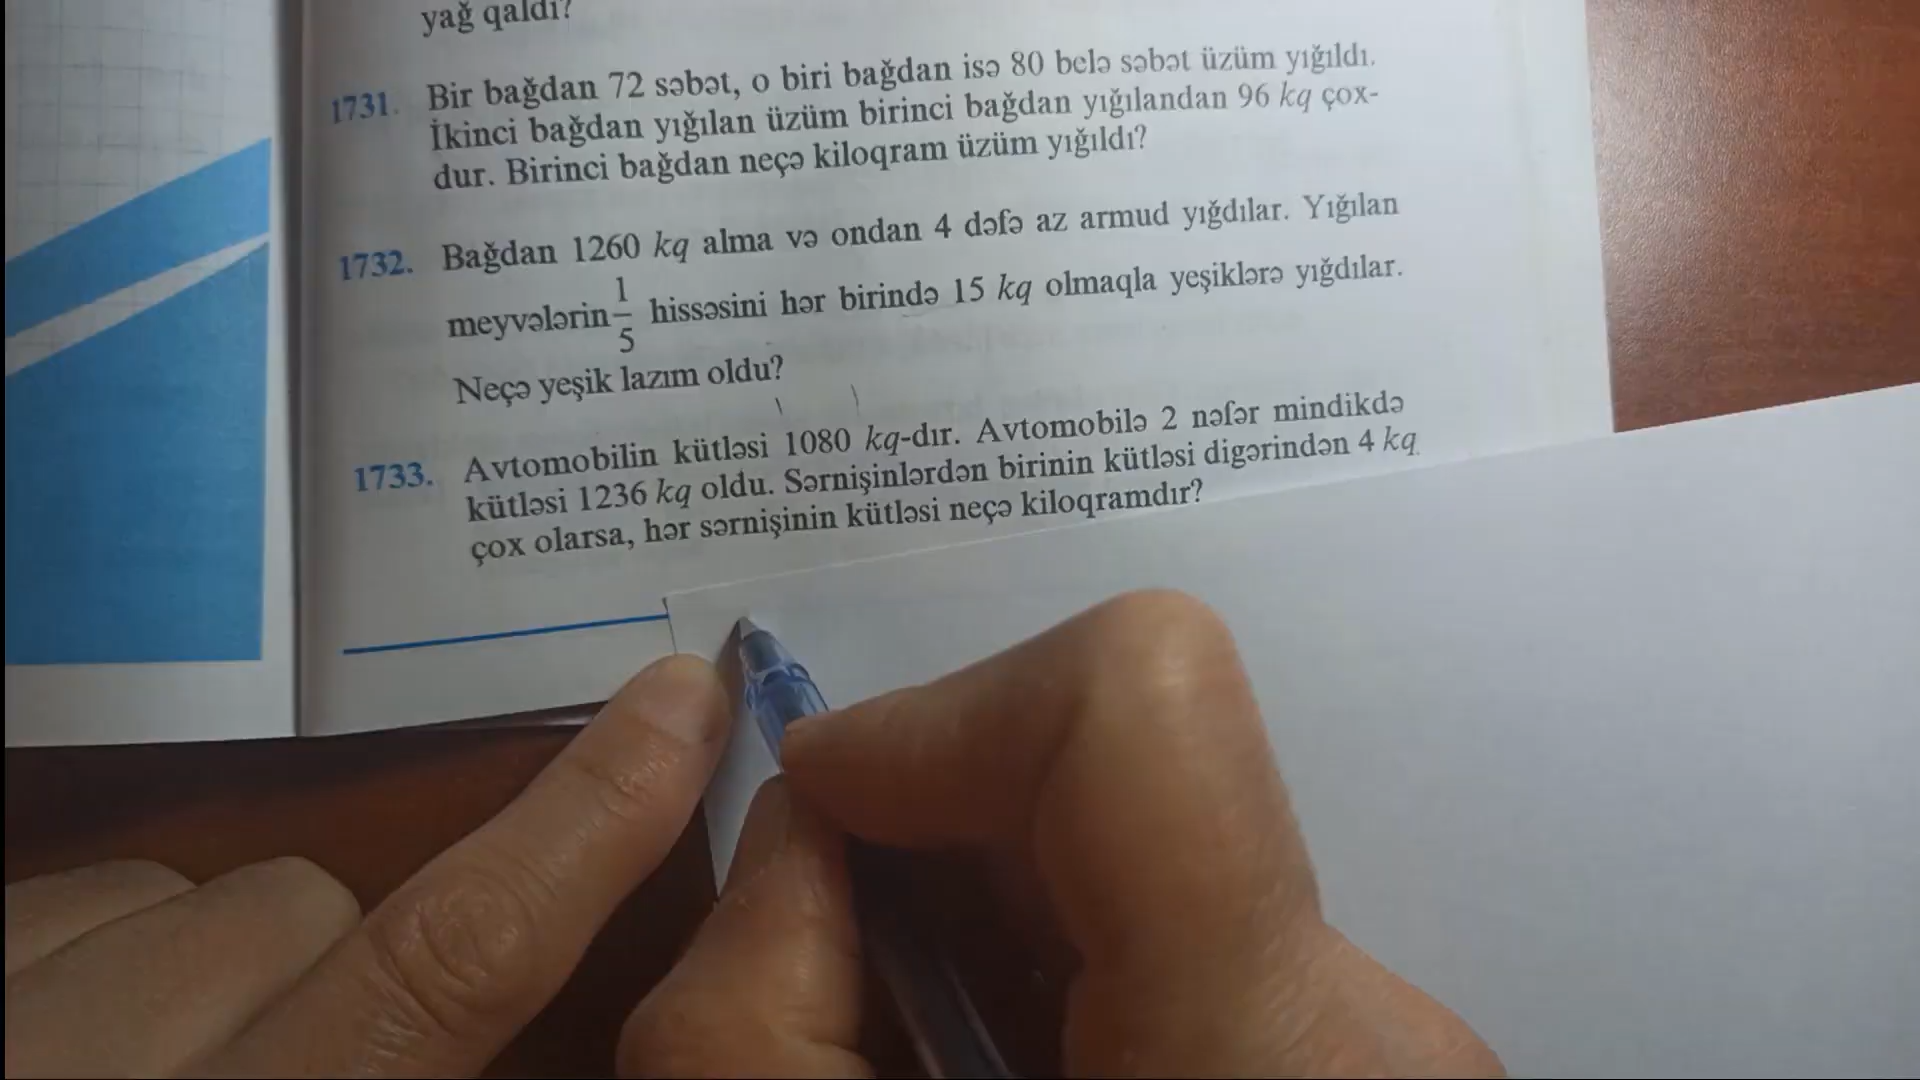 yağ qaldı?
1731. Bir bağdan 72 səbət, o biri bağdan isə 80 belə səbət üzüm yığıldı.
İkinci bağdan yığılan üzüm birinci bağdan yığılandan 96 kq çox-
dur. Birinci bağdan neçə kiloqram üzüm yığıldı?
1732. Bağdan 1260 kq alma və ondan 4 dəfə az armud yığdılar. Yığılan
meyvələrin 1/5 hissəsini hər birində 15 kq olmaqla yeşiklərə yığdılar.
Neçə yeşik lazım oldu?
1733. Avtomobilin kütləsi 1080 kq-dır. Avtomobilə 2 nəfər mindikdə
kütləsi 1236 kq oldu. Sərnişinlərdən birinin kütləsi digərindən 4 kq
çox olarsa, hər sərnişinin kütləsi neçə kiloqramdır?